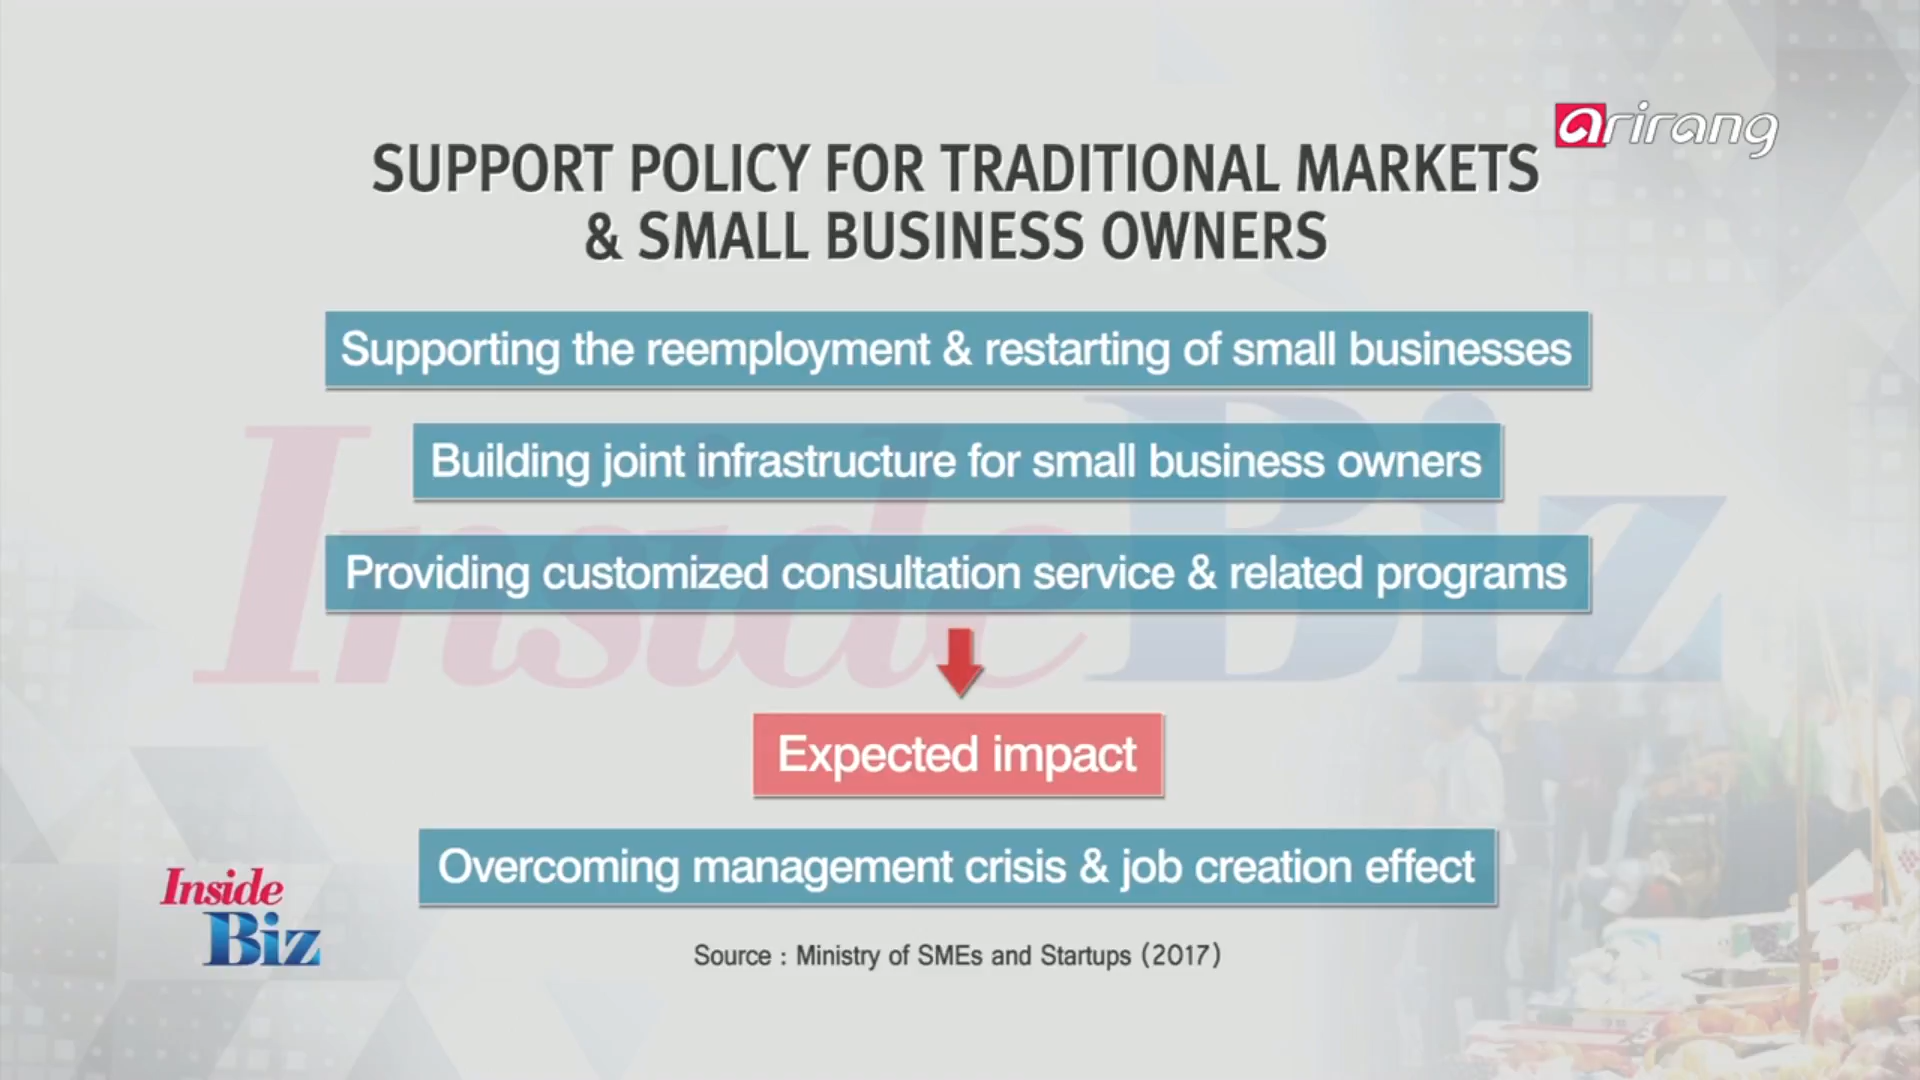 arirang
SUPPORT POLICY FOR TRADITIONAL MARKETS
& SMALL BUSINESS OWNERS
Supporting the reemployment & restarting of small businesses
Building joint infrastructure for small business owners
Providing customized consultation service & related programs
Inside Biz
Expected impact
Overcoming management crisis & job creation effect
Inside
Biz
Source : Ministry of SMEs and Startups (2017)